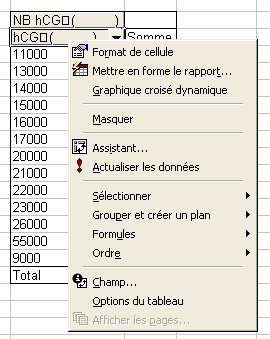 NB hCG□( )
hCG□( ) Somme
11000
13000
14000
15000
16000
17000
20000
21000
22000
23000
26000
55000
9000
Total
Format de cellule
Mettre en forme le rapport...
Graphique croisé dynamique
Masquer
Assistant...
Actualiser les données
Sélectionner
Grouper et créer un plan
Formules
Ordre
Champ...
Options du tableau
Afficher les pages...